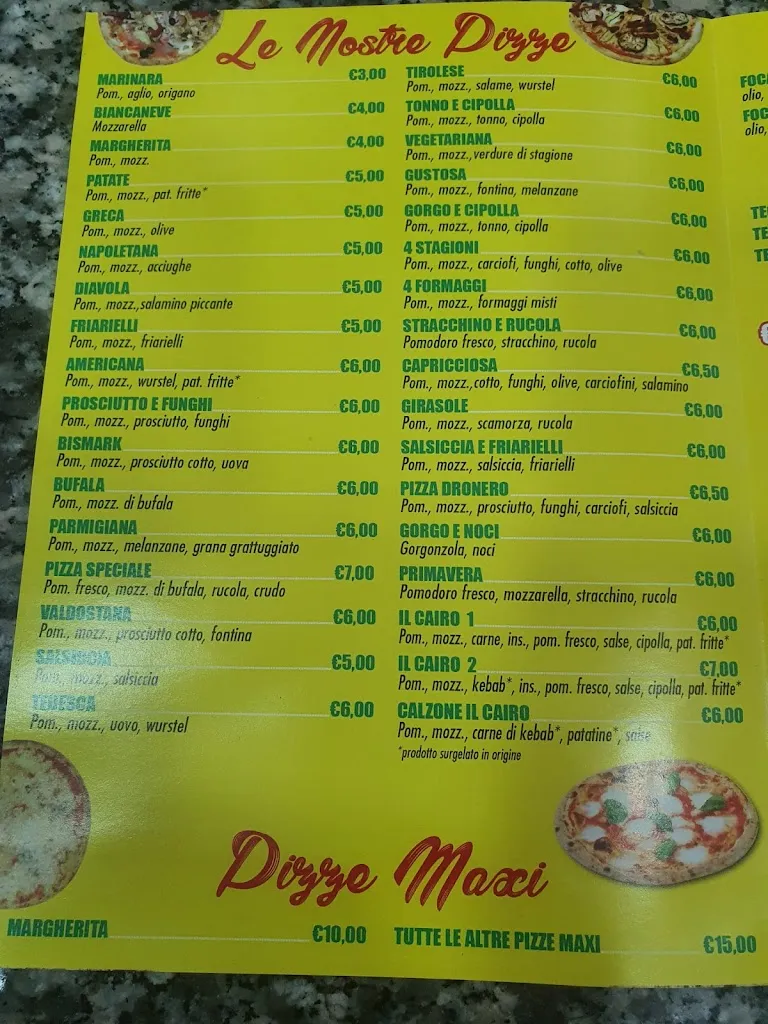 Le Nostre Pizze
MARINARA €3,00
Pom., aglio, origano
BIANCANEVE €4,00
Mozzarella
MARGHERITA €4,00
Pom., mozz.
PATATE €5,00
Pom., mozz., pat. fritte*
GRECA €5,00
Pom., mozz., olive
NAPOLETANA €5,00
Pom., mozz., acciughe
DIAVOLA €5,00
Pom., mozz.,salamino piccante
FRIARIELLI €5,00
Pom., mozz., friarielli
AMERICANA €6,00
Pom., mozz., wurstel, pat. fritte*
PROSCIUTTO E FUNGHI €6,00
Pom., mozz., prosciutto, funghi
BISMARK €6,00
Pom., mozz., prosciutto cotto, uova
BUFALA €6,00
Pom., mozz. di bufala
PARMIGIANA €6,00
Pom., mozz., melanzane, grana grattuggiato
PIZZA SPECIALE €7,00
Pom. fresco, mozz. di bufala, rucola, crudo
VALDOSTANA €6,00
Pom., mozz., prosciutto cotto, fontina
SALSICCIA €5,00
Pom., mozz., salsiccia
TEDESCA €6,00
Pom., mozz., uovo, wurstel
TIROLESE €6,00
Pom., mozz., salame, wurstel
TONNO E CIPOLLA €6,00
Pom., mozz., tonno, cipolla
VEGETARIANA €6,00
Pom., mozz.,verdure di stagione
GUSTOSA €6,00
Pom., mozz., fontina, melanzane
GORGO E CIPOLLA €6,00
Pom., mozz., tonno, cipolla
4 STAGIONI €6,00
Pom., mozz., carciofi, funghi, cotto, olive
4 FORMAGGI €6,00
Pom., mozz., formaggi misti
STRACCHINO E RUCOLA €6,00
Pomodoro fresco, stracchino, rucola
CAPRICCIOSA €6,50
Pom., mozz.,cotto, funghi, olive, carciofini, salamino
GIRASOLE €6,00
Pom., mozz., scamorza, rucola
SALSICCIA E FRIARIELLI €6,00
Pom., mozz., salsiccia, friarielli
PIZZA DRONERO €6,50
Pom., mozz., prosciutto, funghi, carciofi, salsiccia
GORGO E NOCI €6,00
Gorgonzola, noci
PRIMAVERA €6,00
Pomodoro fresco, mozzarella, stracchino, rucola
IL CAIRO 1 €6,00
Pom., mozz., carne, ins., pom. fresco, salse, cipolla, pat. fritte*
IL CAIRO 2 €7,00
Pom., mozz., kebab*, ins., pom. fresco, salse, cipolla, pat. fritte*
CALZONE IL CAIRO €6,00
Pom., mozz., carne di kebab*, patatine*, salse
*prodotto surgelato in origine
Pizze Maxi
MARGHERITA €10,00
TUTTE LE ALTRE PIZZE MAXI €15,00
olio,
olio,